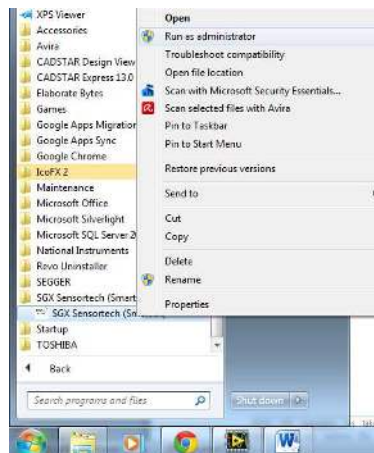 XPS Viewer
Accessories
Avira
CADSTAR Design View
CADSTAR Express 13.0
Elaborate Bytes
Games
Google Apps Migration
Google Apps Sync
Google Chrome
IcoFX 2
Maintenance
Microsoft Office
Microsoft Silverlight
Microsoft SQL Server 2
National Instruments
Revo Uninstaller
SEGGER
SGX Sensortech (Smart
SGX Sensortech (Sm
Startup
TOSHIBA
Back
Search programs and files
Open
Run as administrator
Troubleshoot compatibility
Open file location
Scan with Microsoft Security Essentials...
Scan selected files with Avira
Pin to Taskbar
Pin to Start Menu
Restore previous versions
Send to
Cut
Copy
Delete
Rename
Properties
Shut down